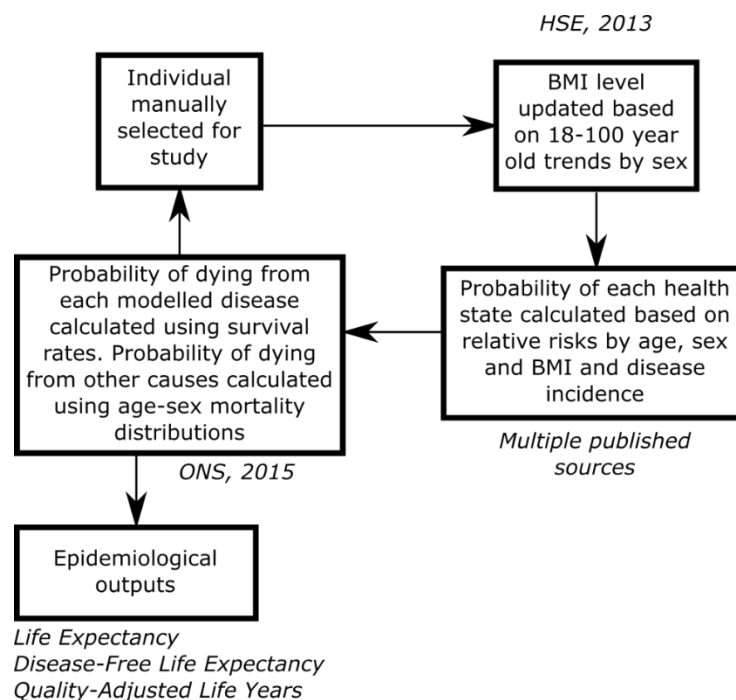 HSE, 2013
Individual
manually
selected for
study
BMI level
updated based
on 18-100 year
old trends by sex
Probability of dying from
each modelled disease
calculated using survival
rates. Probability of dying
from other causes calculated
using age-sex mortality
distributions
Probability of each health
state calculated based on
relative risks by age, sex
and BMI and disease
incidence
Multiple published
sources
ONS, 2015
Epidemiological
outputs
Life Expectancy
Disease-Free Life Expectancy
Quality-Adjusted Life Years